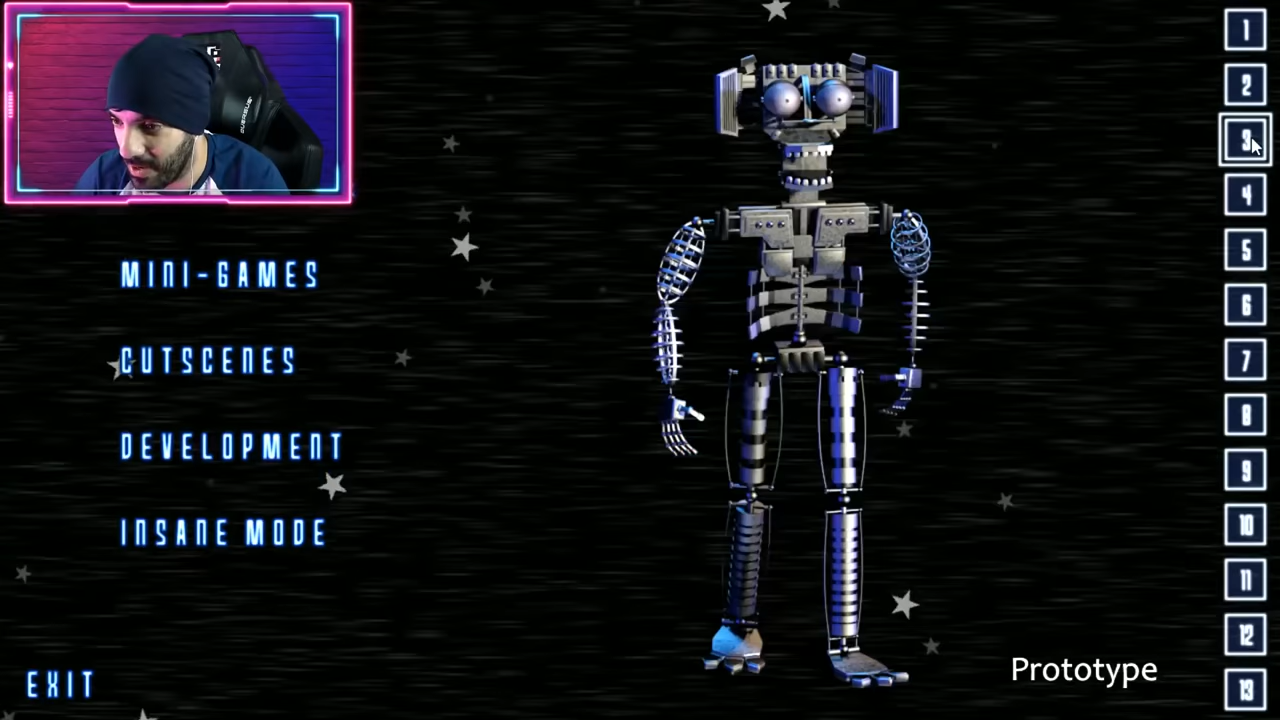 MINI-GAMES
CUTSCENES
DEVELOPMENT
INSANE MODE
EXIT
Prototype
1
2
3
4
5
6
7
8
9
10
11
12
13